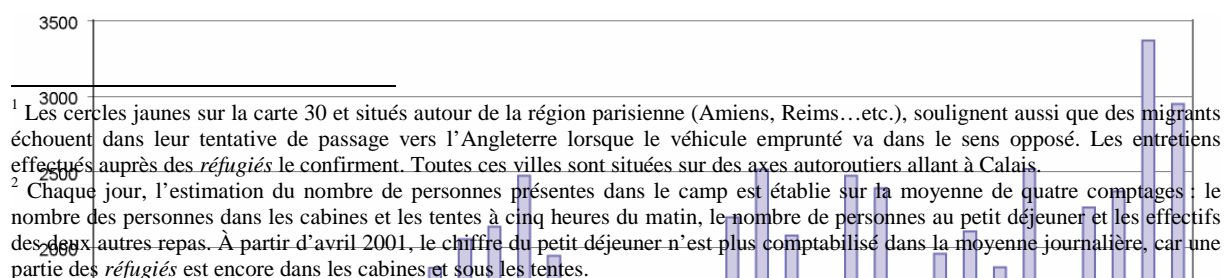 3500
3000
¹ Les cercles jaunes sur la carte 30 et situés autour de la région parisienne (Amiens, Reims…etc.), soulignent aussi que des migrants
échouent dans leur tentative de passage vers l’Angleterre lorsque le véhicule emprunté va dans le sens opposé. Les entretiens
effectués auprès des réfugiés le confirment. Toutes ces villes sont situées sur des axes autoroutiers allant à Calais.
2500
² Chaque jour, l’estimation du nombre de personnes présentes dans le camp est établie sur la moyenne de quatre comptages : le
nombre des personnes dans les cabines et les tentes à cinq heures du matin, le nombre de personnes au petit déjeuner et les effectifs
des deux autres repas. À partir d’avril 2001, le chiffre du petit déjeuner n’est plus comptabilisé dans la moyenne journalière, car une
2000
partie des réfugiés est encore dans les cabines et sous les tentes.